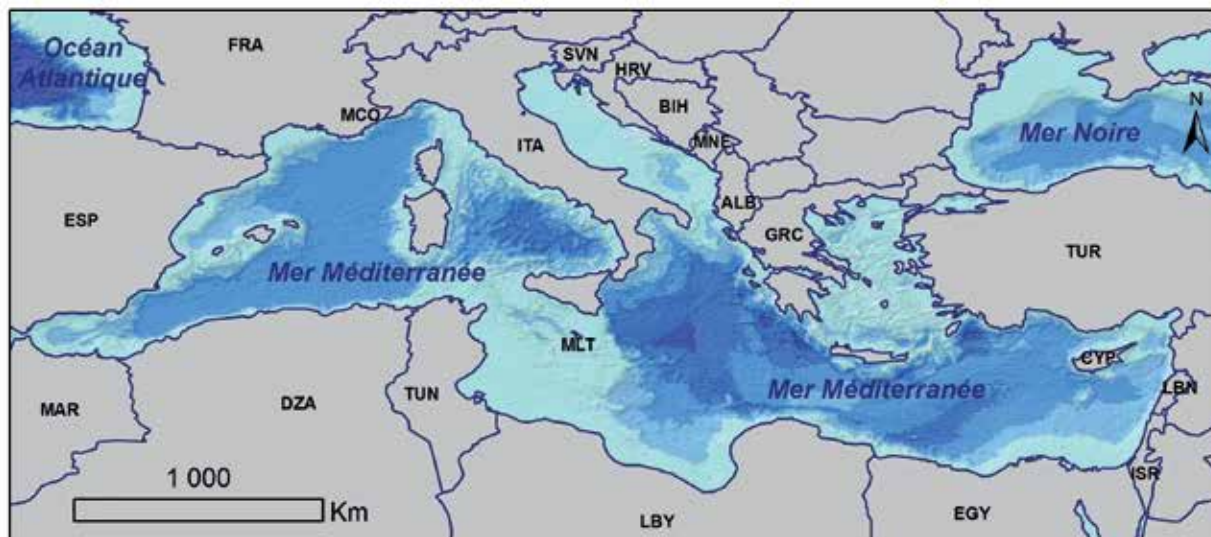 Océan
Atlantique
FRA
SVN
HRV
BIH
MCO
ITA
MNE
Mer Noire
N
ESP
ALB
GRC
TUR
Mer Méditerranée
MLT
CYP
Mer Méditerranée
LBN
MAR
DZA
TUN
ISR
1 000
Km
LBY
EGY